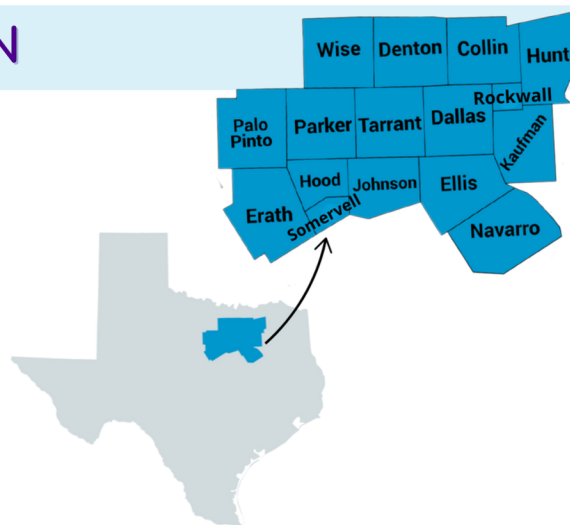 N
Wise Denton Collin Hunt
Rockwall
Palo
Pinto
Parker Tarrant Dallas
Kaufman
Hood Johnson Ellis
Erath
Somervell
Navarro